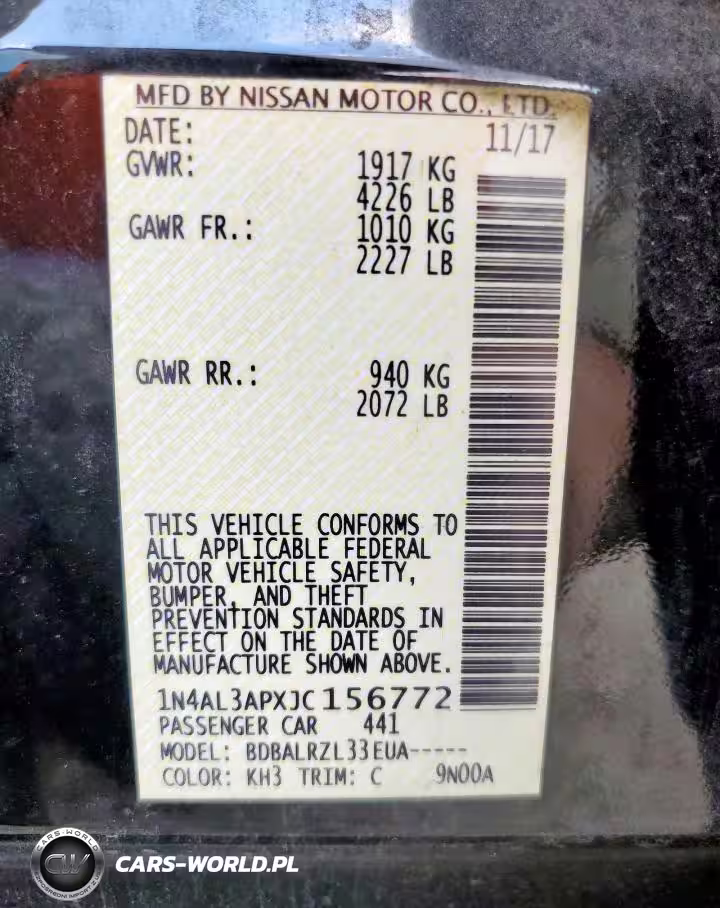 MFD BY NISSAN MOTOR CO., LTD.
DATE: 11/17
GVWR: 1917 KG
4226 LB
GAWR FR.: 1010 KG
2227 LB
GAWR RR.: 940 KG
2072 LB
THIS VEHICLE CONFORMS TO
ALL APPLICABLE FEDERAL
MOTOR VEHICLE SAFETY,
BUMPER, AND THEFT
PREVENTION STANDARDS IN
EFFECT ON THE DATE OF
MANUFACTURE SHOWN ABOVE.
1N4AL3APXJC156772
PASSENGER CAR 441
MODEL: BDBALRZL33EUA-----
COLOR: KH3 TRIM: C 9N00A
CARS-WORLD
CW
CARS-WORLD.PL